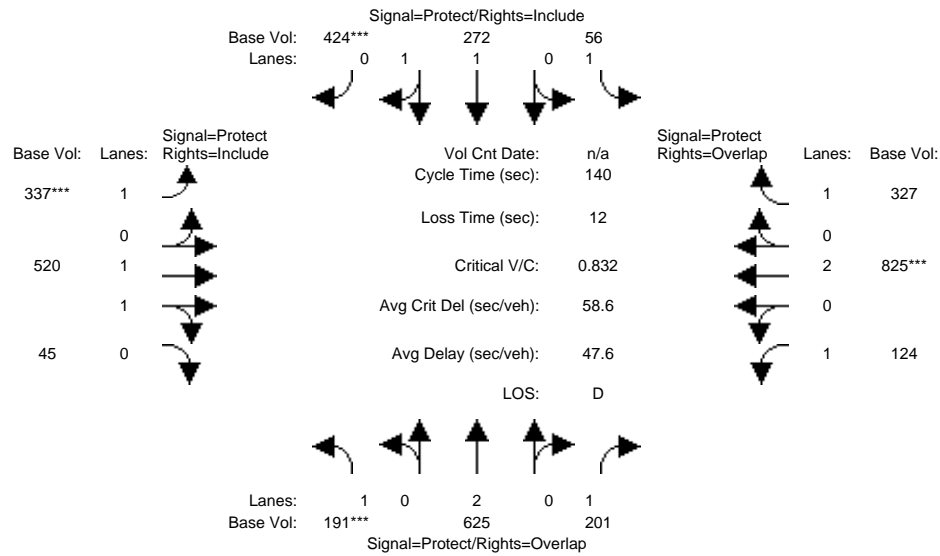 Signal=Protect/Rights=Include
Base Vol: 424*** 272 56
Lanes: 0 1 1 0 1
Signal=Protect Signal=Protect
Base Vol: Lanes: Rights=Include Vol Cnt Date: n/a Rights=Overlap Lanes: Base Vol:
Cycle Time (sec): 140
337*** 1 1 327
Loss Time (sec): 12
0 0
520 1 Critical V/C: 0.832 2 825***
1 Avg Crit Del (sec/veh): 58.6 0
45 0 Avg Delay (sec/veh): 47.6 1 124
LOS: D
Lanes: 1 0 2 0 1
Base Vol: 191*** 625 201
Signal=Protect/Rights=Overlap